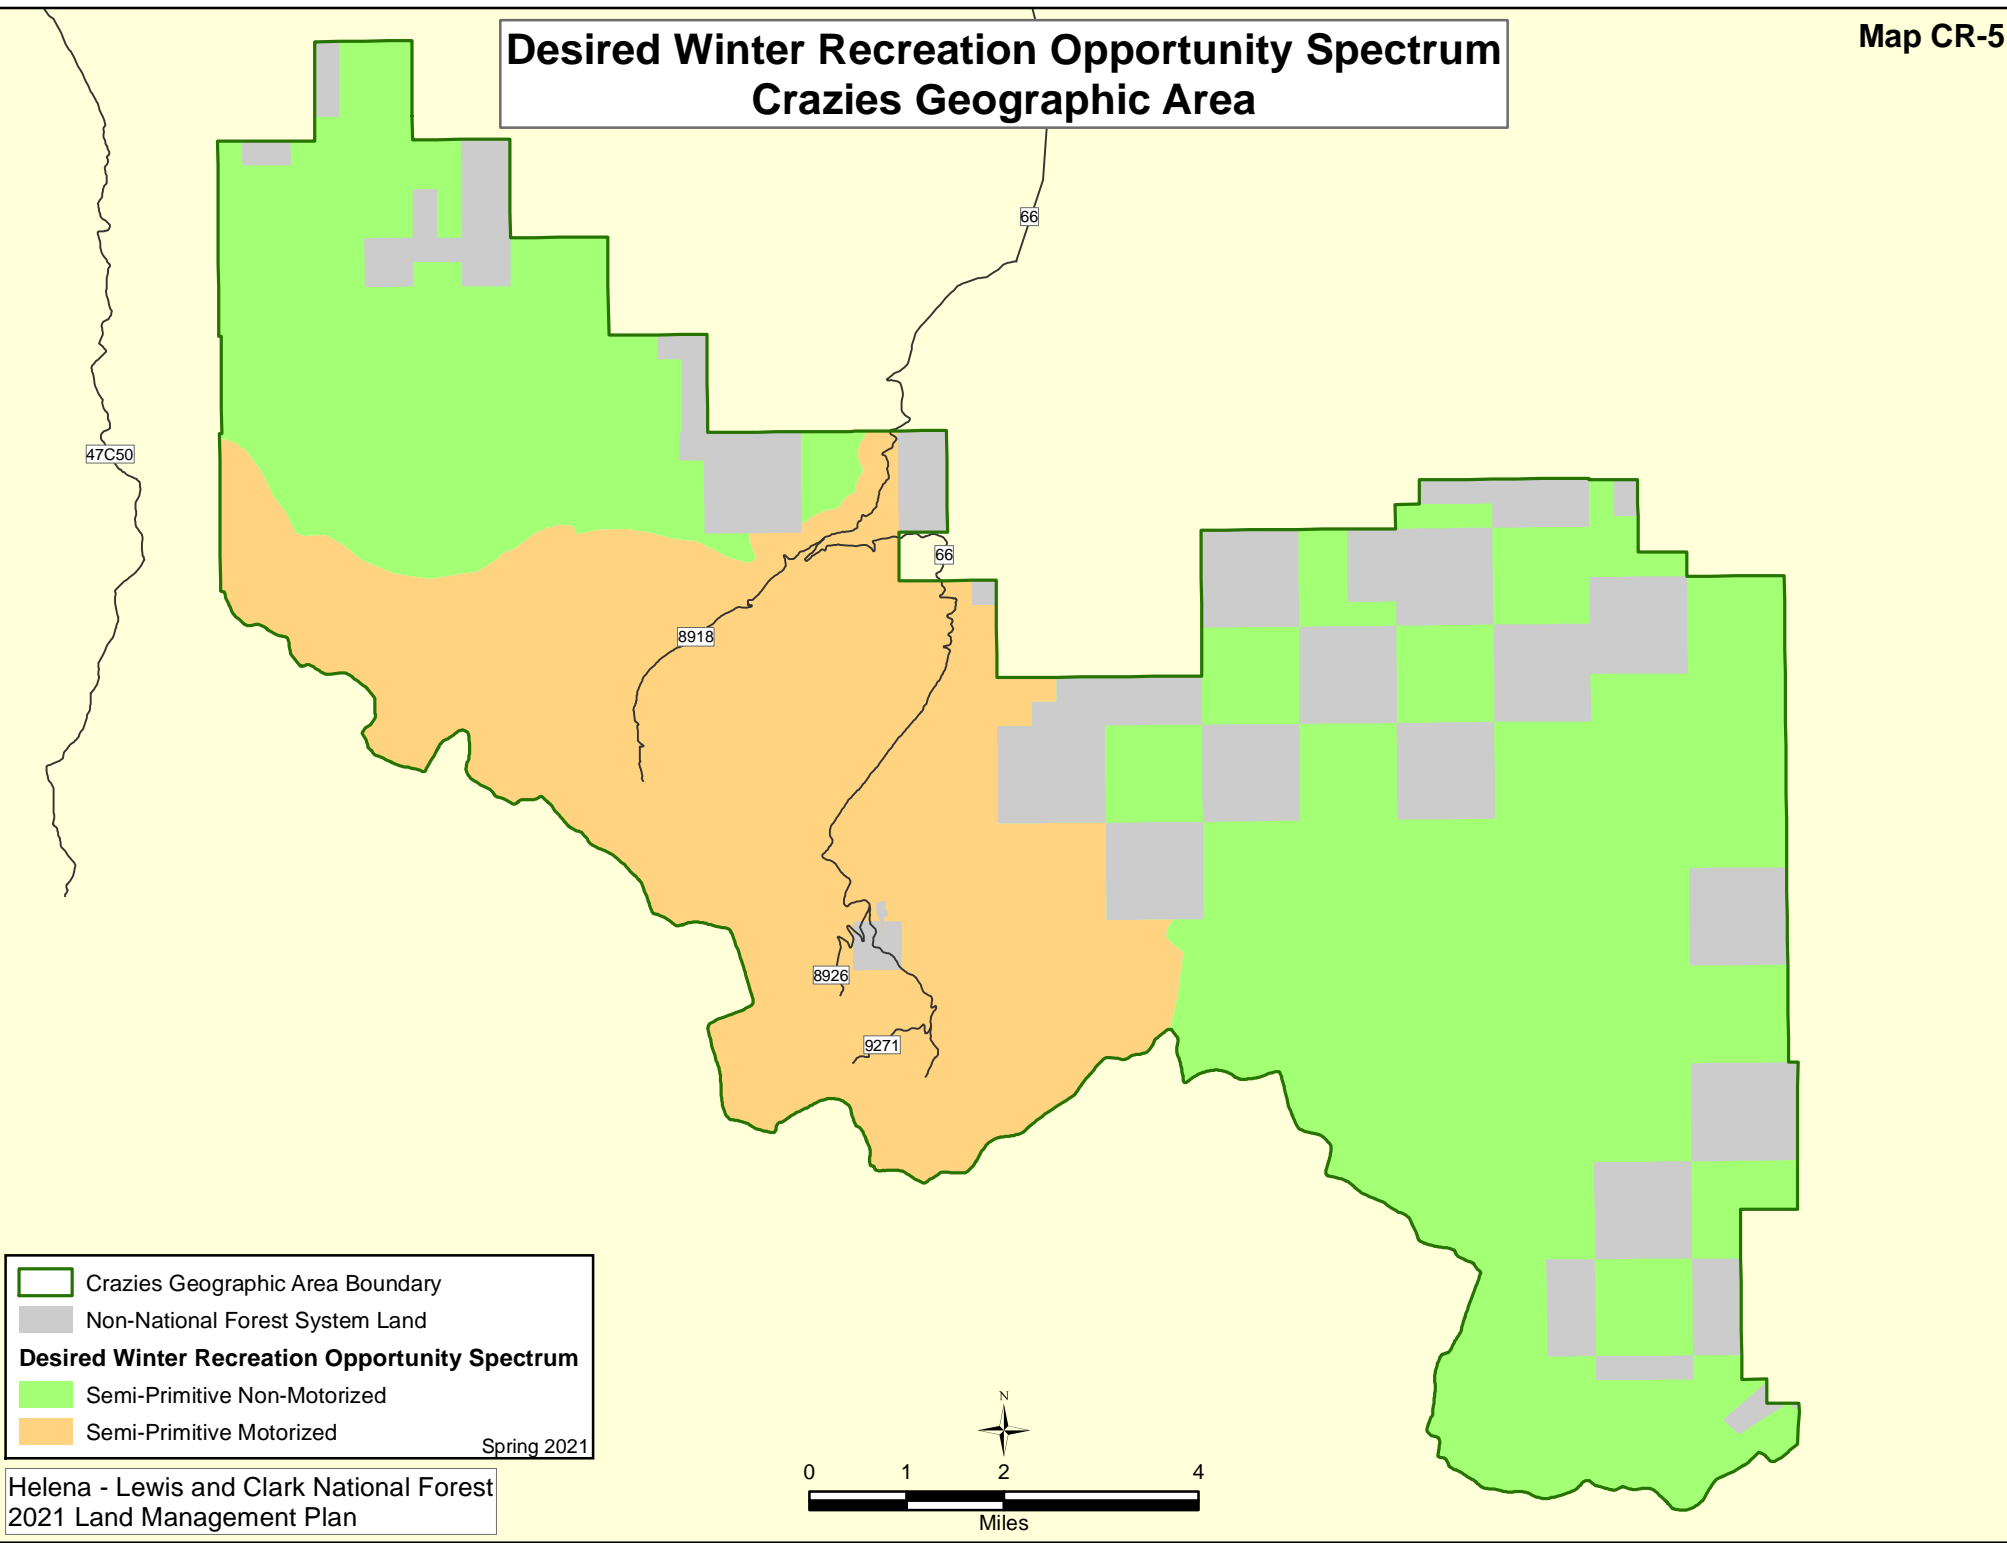 Map CR-5
Desired Winter Recreation Opportunity Spectrum
Crazies Geographic Area
66
47C50
66
8918
8926
9271
Crazies Geographic Area Boundary
Non-National Forest System Land
Desired Winter Recreation Opportunity Spectrum
Semi-Primitive Non-Motorized
Semi-Primitive Motorized
Spring 2021
Helena - Lewis and Clark National Forest
2021 Land Management Plan
N
0 1 2 4
Miles